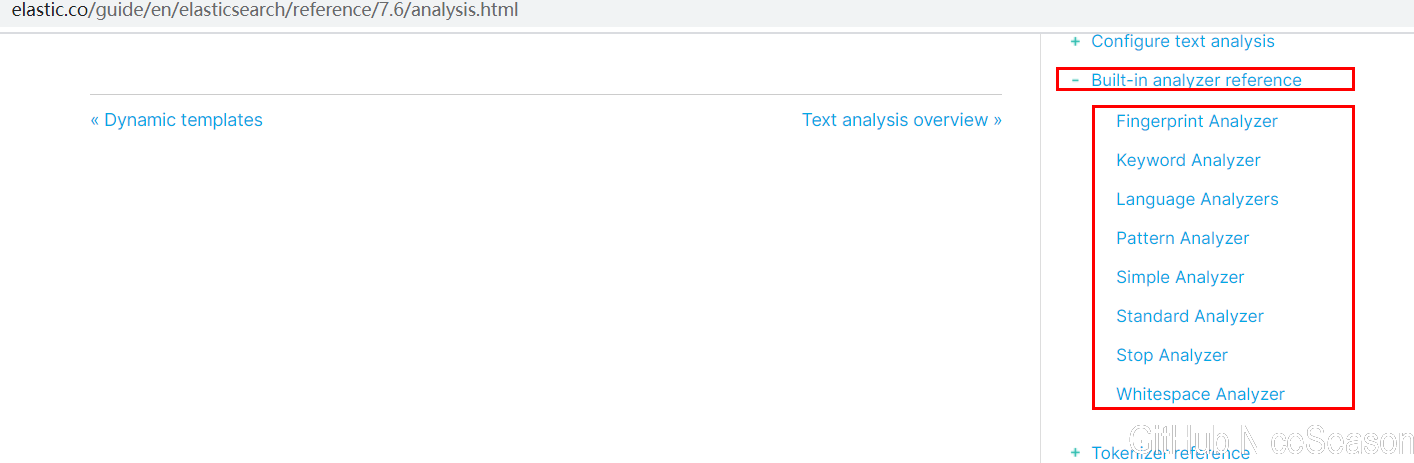 elastic.co/guide/en/elasticsearch/reference/7.6/analysis.html
+ Configure text analysis
- Built-in analyzer reference
« Dynamic templates
Text analysis overview »
Fingerprint Analyzer
Keyword Analyzer
Language Analyzers
Pattern Analyzer
Simple Analyzer
Standard Analyzer
Stop Analyzer
Whitespace Analyzer
GitHub NiceSeason
+ Tokenizer reference